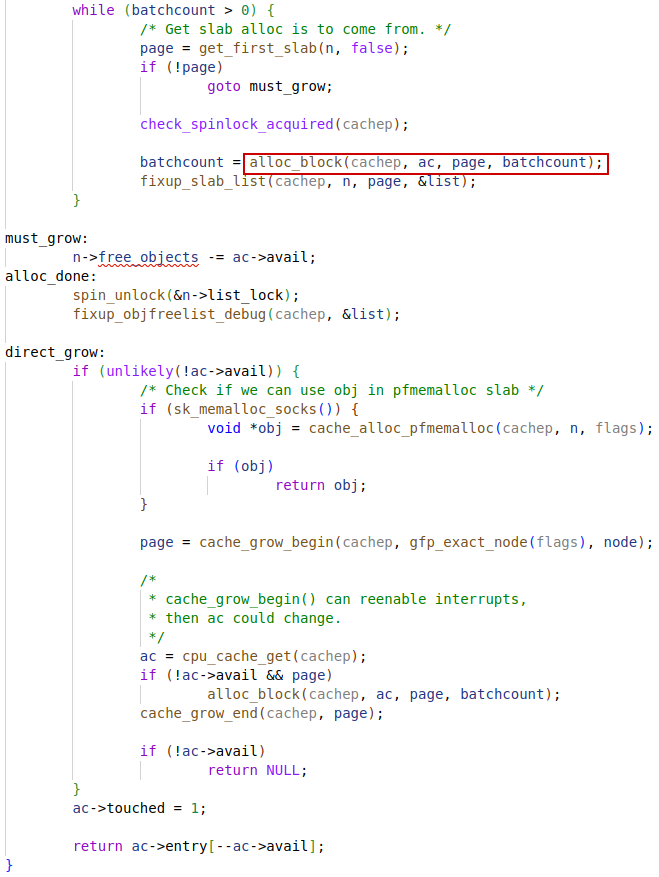 while (batchcount > 0) {
/* Get slab alloc is to come from. */
page = get_first_slab(n, false);
if (!page)
goto must_grow;
check_spinlock_acquired(cachep);
batchcount = alloc_block(cachep, ac, page, batchcount);
fixup_slab_list(cachep, n, page, &list);
}
must_grow:
n->free_objects -= ac->avail;
alloc_done:
spin_unlock(&n->list_lock);
fixup_objfreelist_debug(cachep, &list);
direct_grow:
if (unlikely(!ac->avail)) {
/* Check if we can use obj in pfmemalloc slab */
if (sk_memalloc_socks()) {
void *obj = cache_alloc_pfmemalloc(cachep, n, flags);
if (obj)
return obj;
}
page = cache_grow_begin(cachep, gfp_exact_node(flags), node);
/*
* cache_grow_begin() can reenable interrupts,
* then ac could change.
*/
ac = cpu_cache_get(cachep);
if (!ac->avail && page)
alloc_block(cachep, ac, page, batchcount);
cache_grow_end(cachep, page);
if (!ac->avail)
return NULL;
}
ac->touched = 1;
return ac->entry[--ac->avail];
}